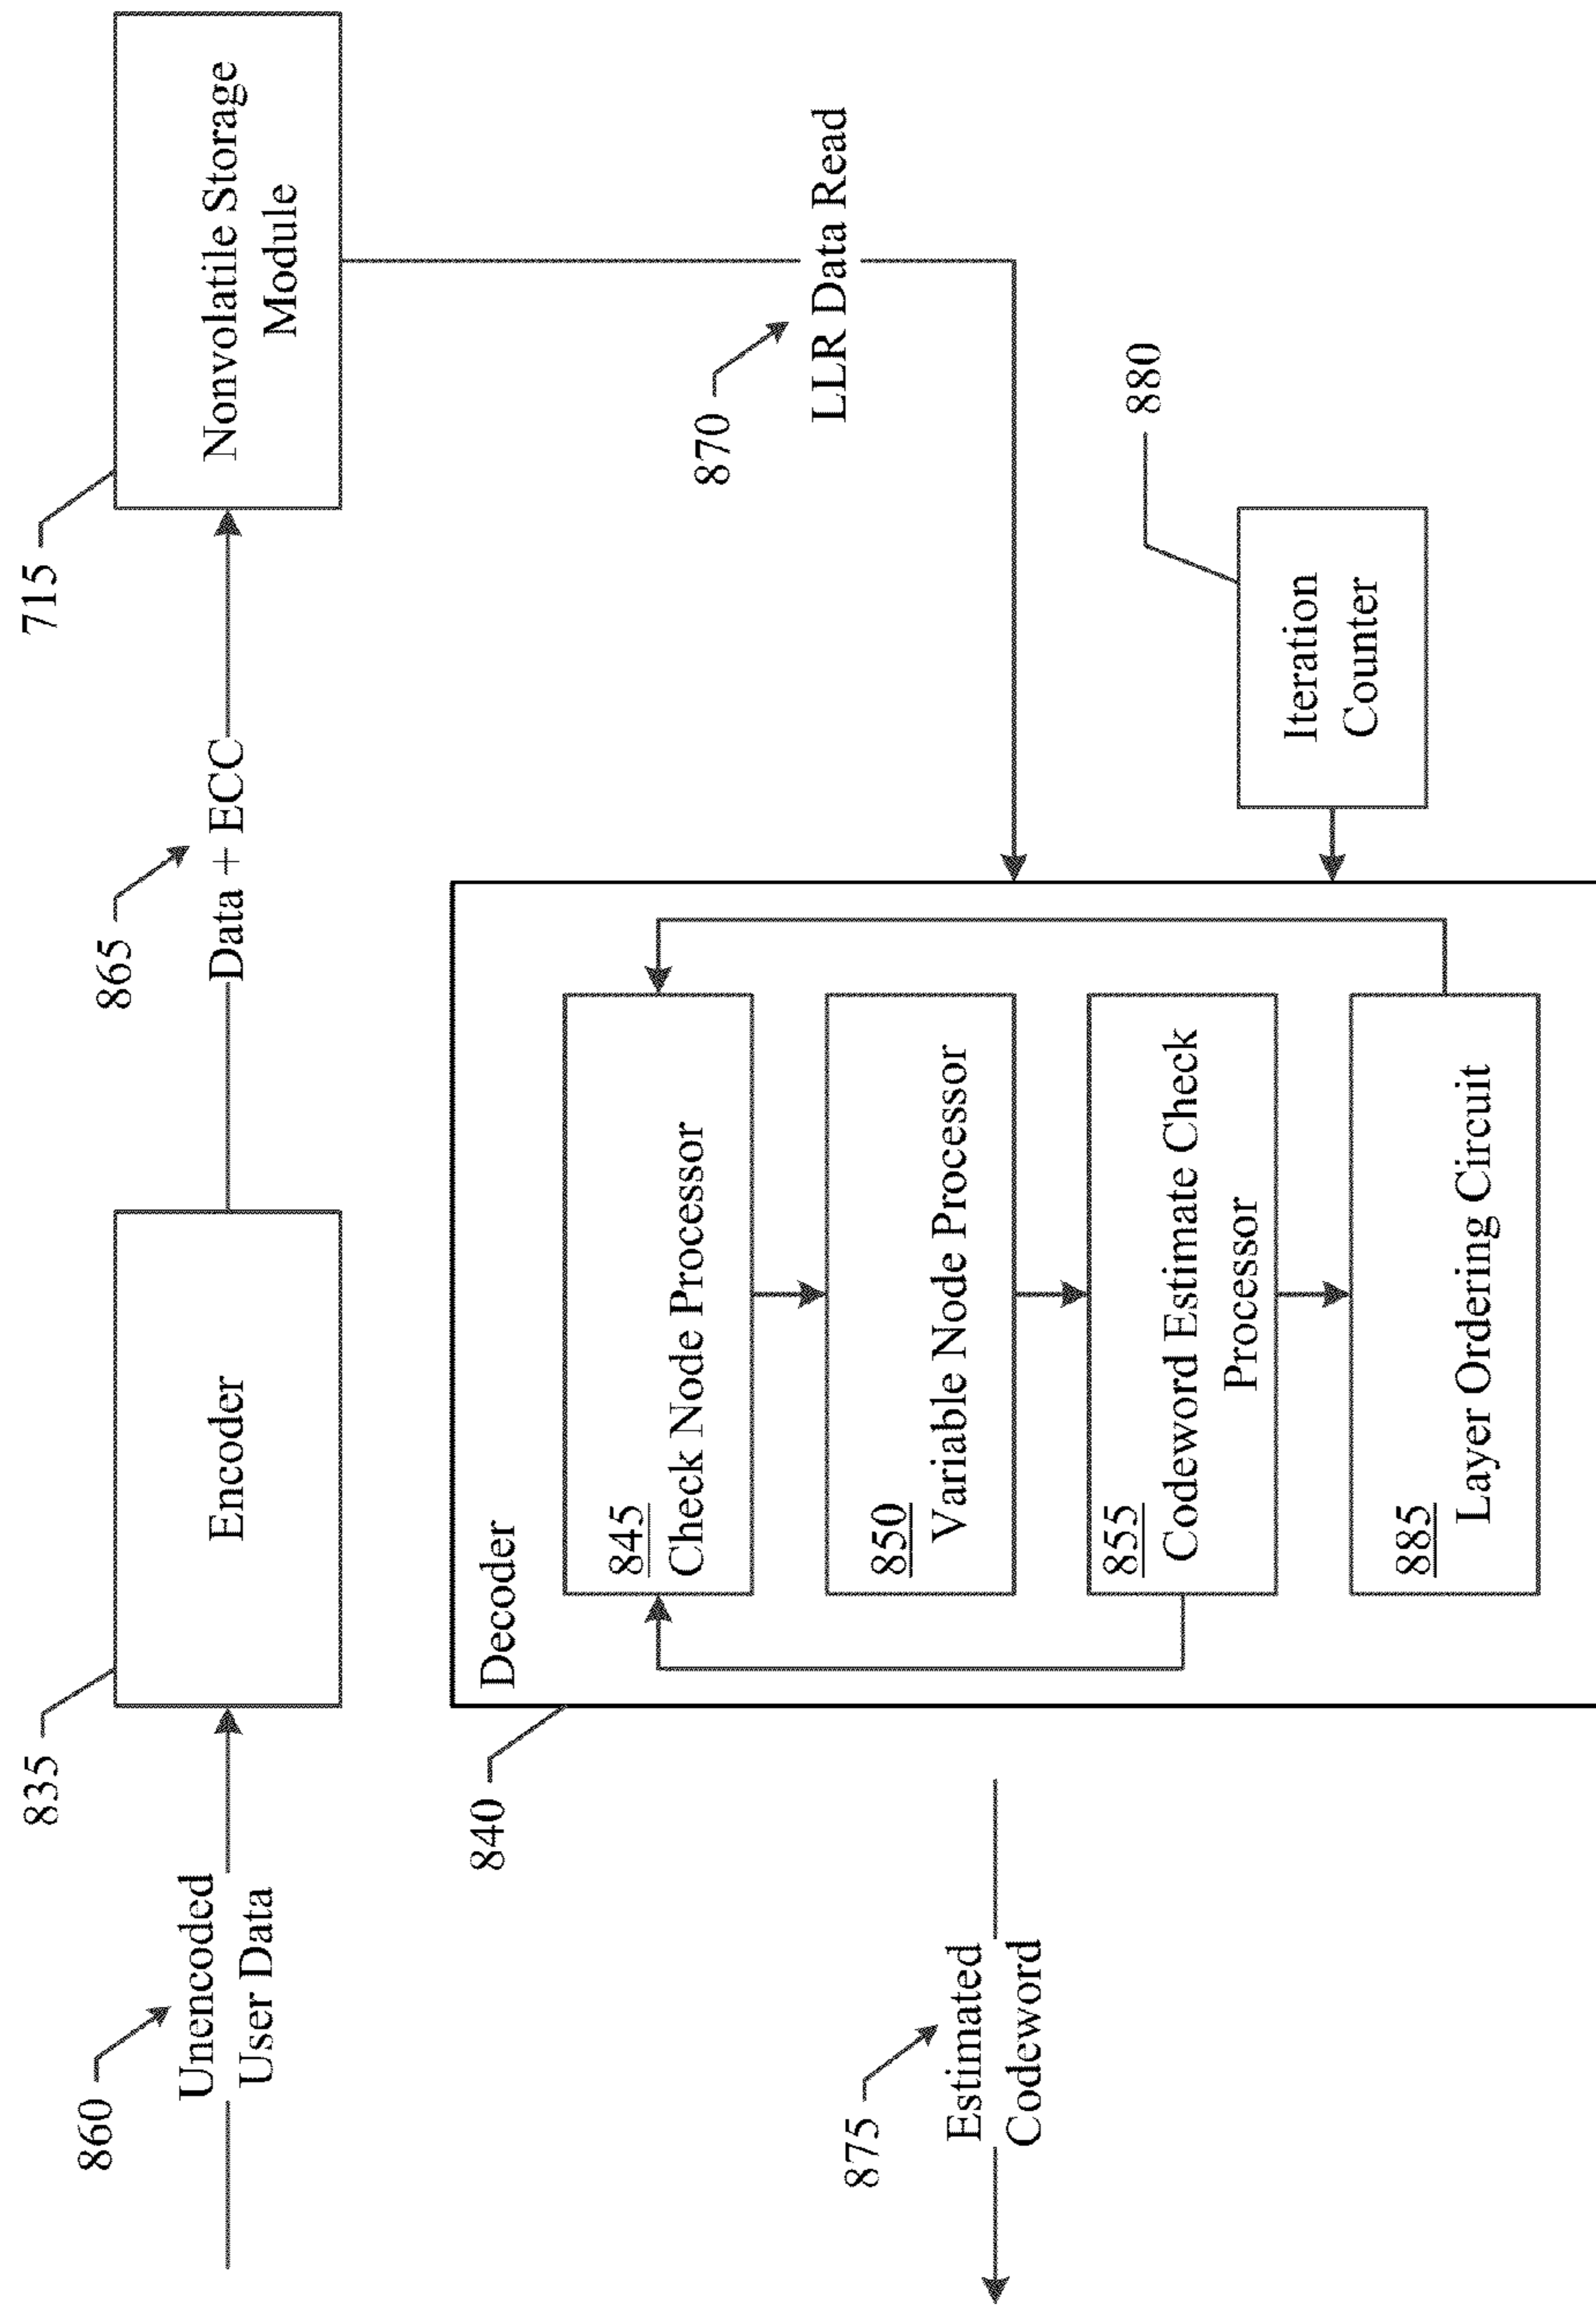 860
Unencoded
User Data
835
Encoder
865
Data + ECC
715
Nonvolatile Storage
Module
870
LLR Data Read
840
Decoder
845
Check Node Processor
850
Variable Node Processor
855
Codeword Estimate Check
Processor
885
Layer Ordering Circuit
880
Iteration
Counter
875
Estimated
Codeword